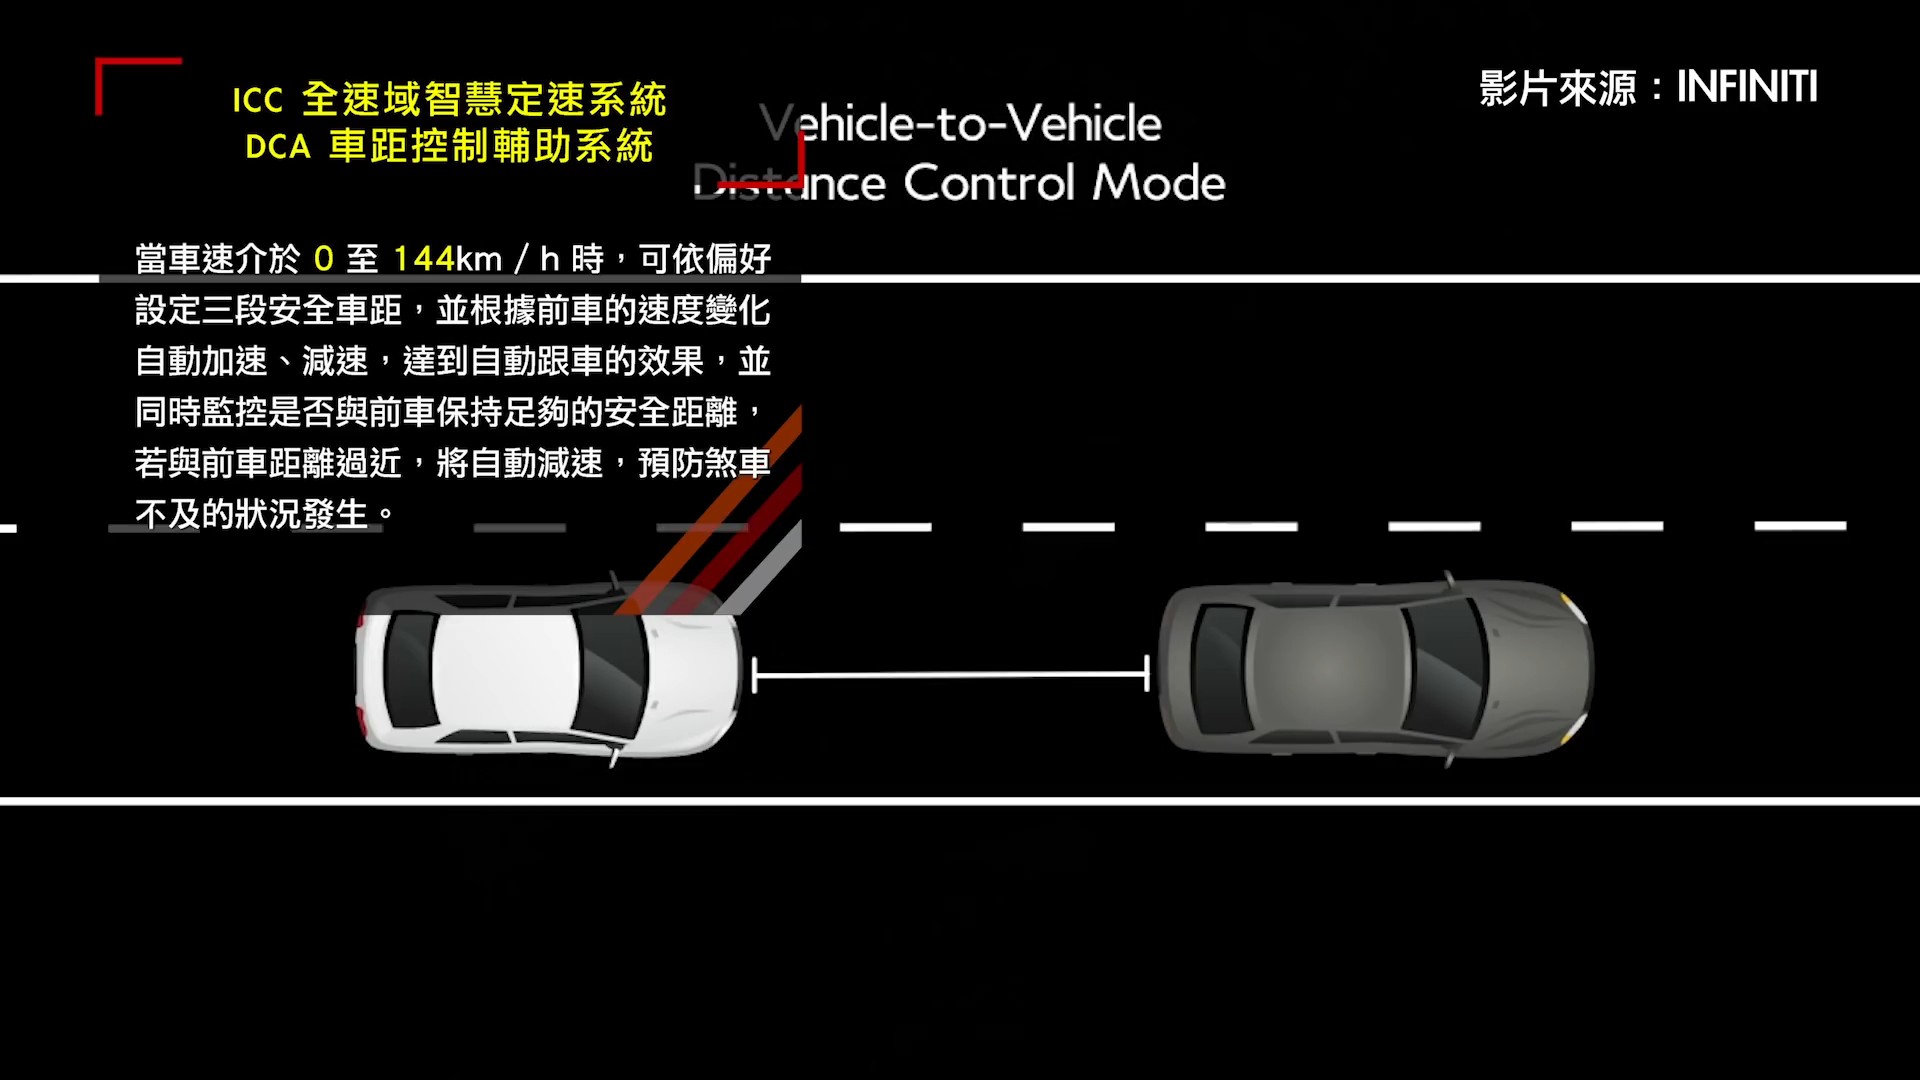 ICC 全速域智慧定速系統
DCA 車距控制輔助系統
影片來源：INFINITI
Vehicle-to-Vehicle
Distance Control Mode
當車速介於 0 至 144km / h 時，可依偏好
設定三段安全車距，並根據前車的速度變化
自動加速、減速，達到自動跟車的效果，並
同時監控是否與前車保持足夠的安全距離，
若與前車距離過近，將自動減速，預防煞車
不及的狀況發生。